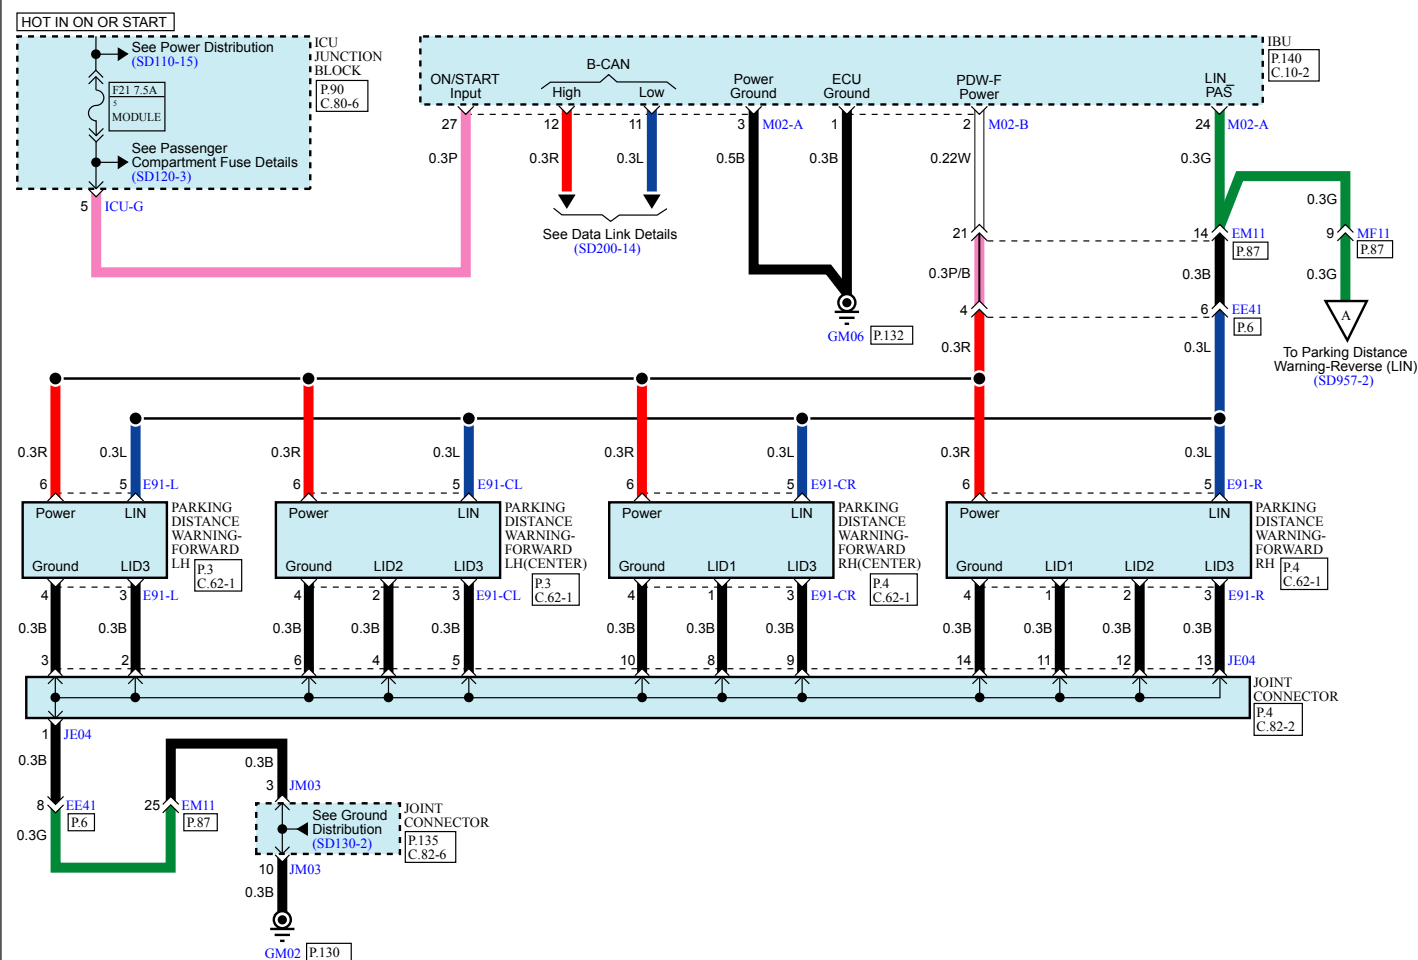 HOT IN ON OR START
See Power Distribution
(SD110-15)
F21 7.5A
5
MODULE
See Passenger
Compartment Fuse Details
(SD120-3)
ICU
JUNCTION
BLOCK
P.90
C.80-6
5 ICU-G
IBU
P.140
C.10-2
ON/START
Input
B-CAN
High
Low
Power
Ground
ECU
Ground
PDW-F
Power
LIN_
PAS
27
12
11
3 M02-A
1
2 M02-B
24 M02-A
0.3P
0.3R
0.3L
0.5B
0.3B
0.22W
0.3G
See Data Link Details
(SD200-14)
0.3G
21
14 EM11
P.87
9 MF11
P.87
0.3P/B
0.3B
0.3G
4
6 EE41
P.6
A
GM06 P.132
0.3R
0.3L
To Parking Distance
Warning-Reverse (LIN)
(SD957-2)
0.3R
0.3L
0.3R
0.3L
0.3R
0.3L
0.3R
0.3L
6
5 E91-L
6
5 E91-CL
6
5 E91-CR
6
5 E91-R
Power
LIN
Ground
LID3
PARKING
DISTANCE
WARNING-
FORWARD
LH
P.3
C.62-1
Power
LIN
Ground
LID2
LID3
PARKING
DISTANCE
WARNING-
FORWARD
LH(CENTER)
P.3
C.62-1
Power
LIN
Ground
LID1
LID3
PARKING
DISTANCE
WARNING-
FORWARD
RH(CENTER)
P.4
C.62-1
Power
LIN
Ground
LID1
LID2
LID3
PARKING
DISTANCE
WARNING-
FORWARD
RH
P.4
C.62-1
4
3 E91-L
4
2
3 E91-CL
4
1
3 E91-CR
4
1
2
3 E91-R
0.3B
0.3B
0.3B
0.3B
0.3B
0.3B
0.3B
0.3B
0.3B
0.3B
0.3B
0.3B
3
2
6
4
5
10
8
9
14
11
12
13 JE04
JOINT
CONNECTOR
P.4
C.82-2
1 JE04
0.3B
8 EE41
P.6
0.3G
25 EM11
P.87
0.3B
3 JM03
See Ground
Distribution
(SD130-2)
JOINT
CONNECTOR
P.135
C.82-6
10 JM03
0.3B
GM02 P.130